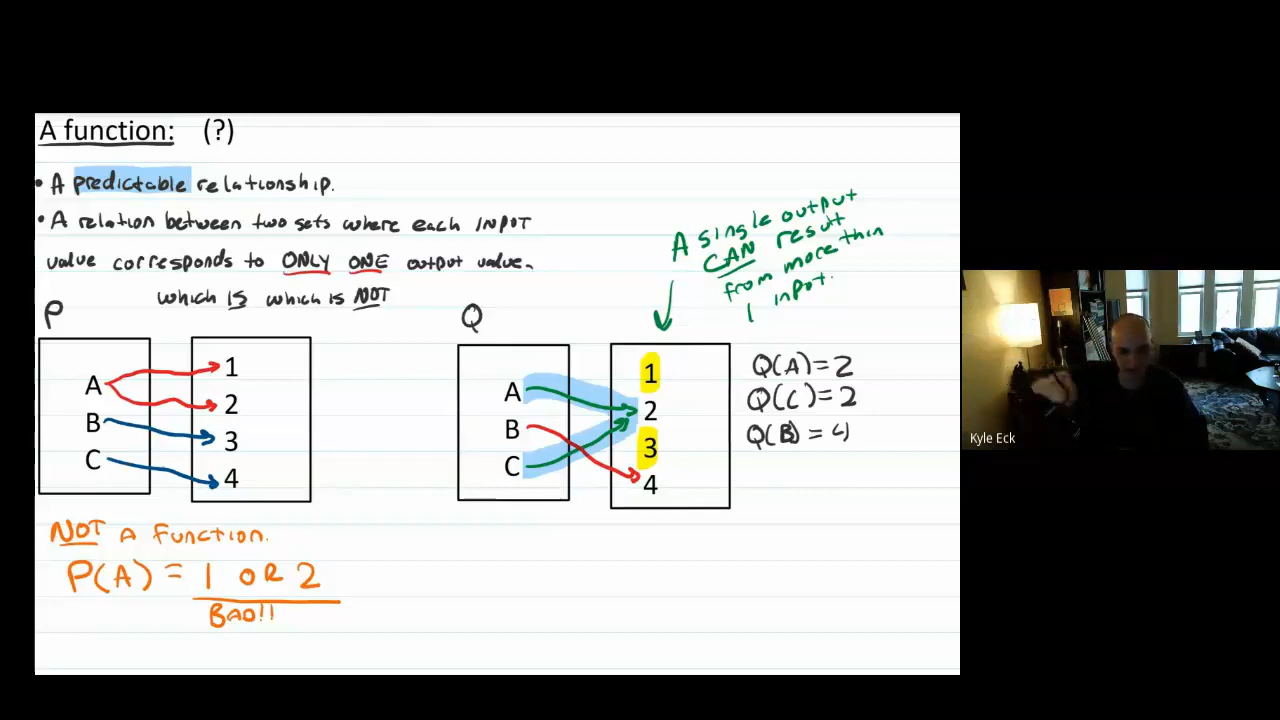 A function: (?)
• A predictable relationship.
• A relation between two sets where each INPUT
value corresponds to ONLY ONE output value.
which IS which is NOT
P
A
B
C
1
2
3
4
NOT a function.
P(A) = 1 OR 2
BAD!!
Q
A
B
C
1
2
3
4
A single output
CAN result
from more than
1 input.
Q(A) = 2
Q(C) = 2
Q(B) = 4
Kyle Eck